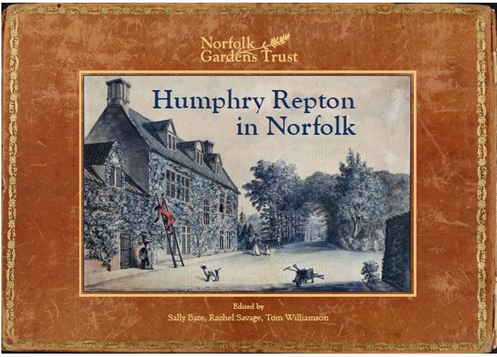 Norfolk
Gardens Trust
Humphry Repton
in Norfolk
Edited by
Sally Bate, Rachel Savage, Tom Williamson